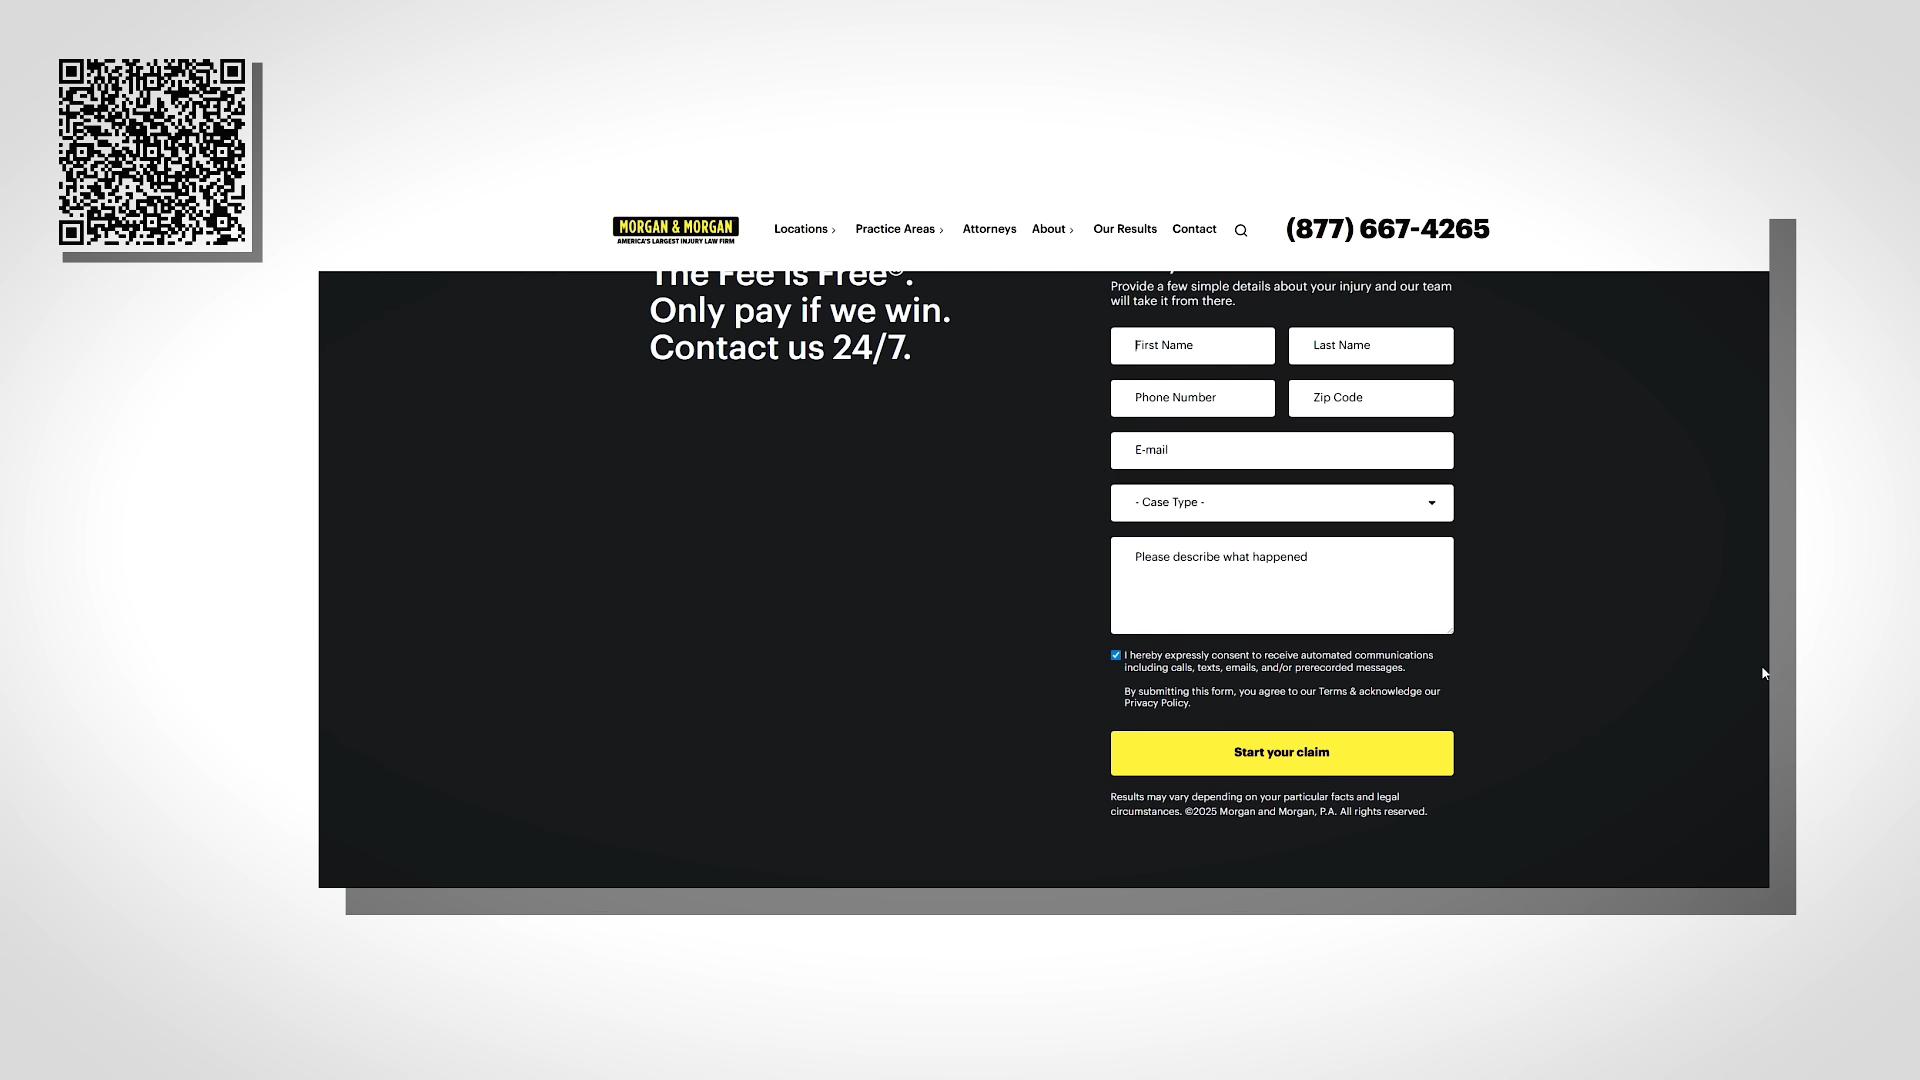 MORGAN & MORGAN
AMERICA'S LARGEST INJURY LAW FIRM
Locations
Practice Areas
Attorneys
About
Our Results
Contact
(877) 667-4265
The Fee Is Free®.
Only pay if we win.
Contact us 24/7.
Provide a few simple details about your injury and our team
will take it from there.
First Name
Last Name
Phone Number
Zip Code
E-mail
- Case Type -
Please describe what happened
I hereby expressly consent to receive automated communications
including calls, texts, emails, and/or prerecorded messages.
By submitting this form, you agree to our Terms & acknowledge our
Privacy Policy.
Start your claim
Results may vary depending on your particular facts and legal
circumstances. ©2025 Morgan and Morgan, P.A. All rights reserved.